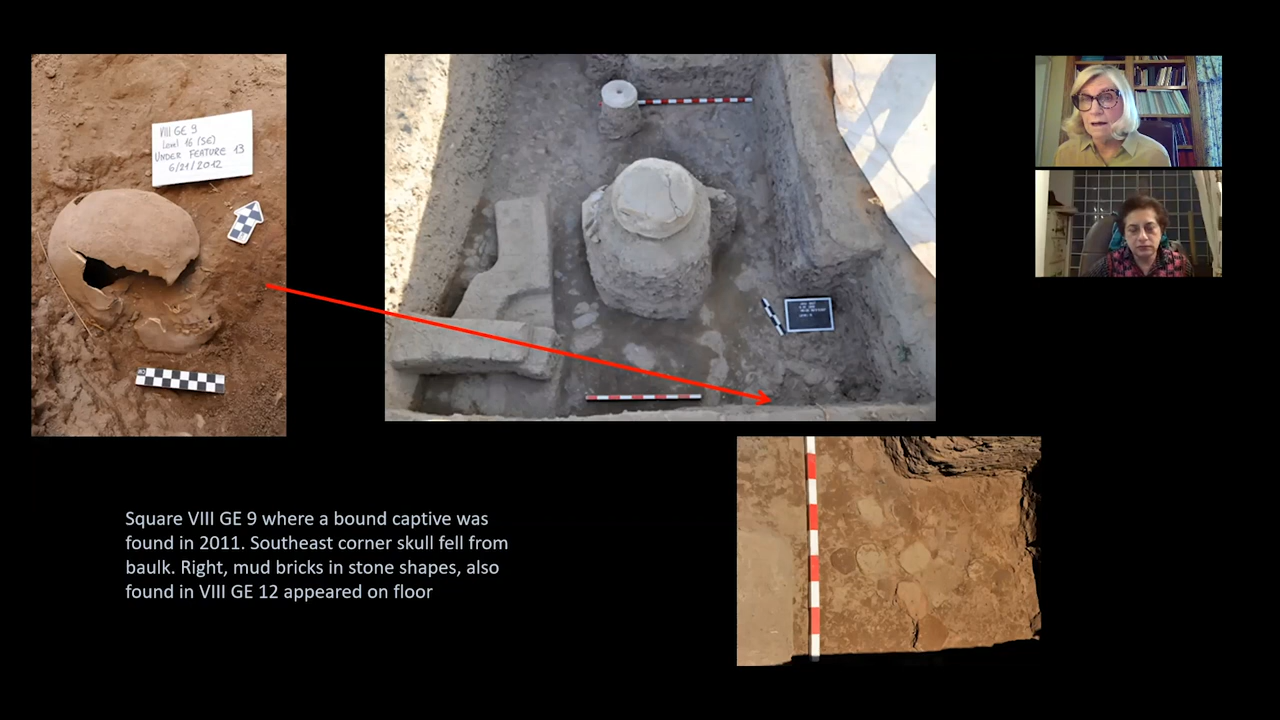 VIII GE 9
Level 16 (SE)
UNDER FEATURE 13
6/21/2012
Square VIII GE 9 where a bound captive was
found in 2011. Southeast corner skull fell from
baulk. Right, mud bricks in stone shapes, also
found in VIII GE 12 appeared on floor